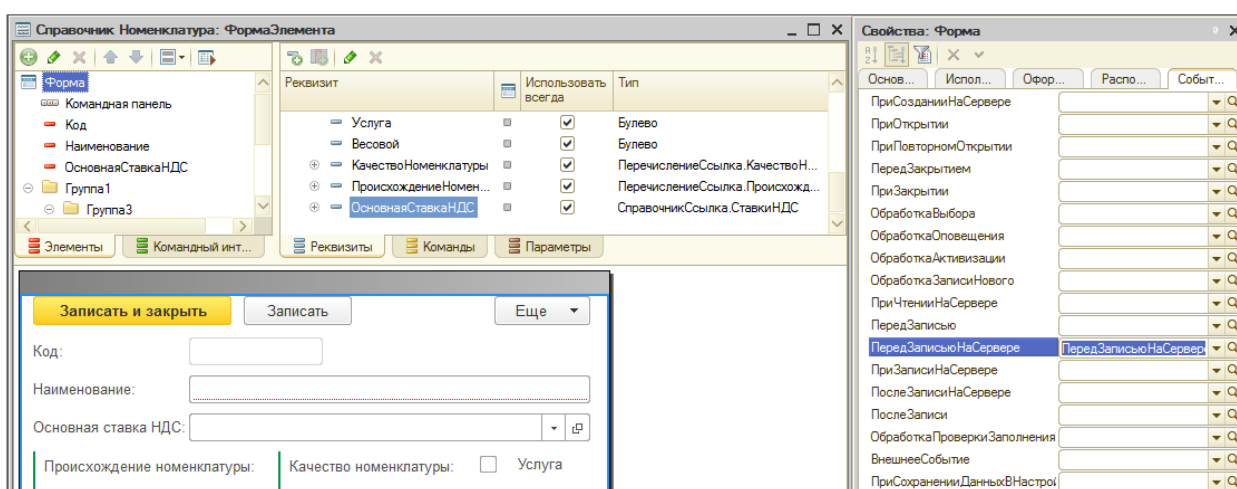 Справочник Номенклатура: ФормаЭлемента
Форма
Командная панель
Код
Наименование
ОсновнаяСтавкаНДС
Группа1
Группа3
Элементы
Командный инт...
Реквизит
Использовать всегда
Тип
Услуга
Булево
Весовой
Булево
КачествоНоменклатуры
ПеречислениеСсылка.КачествоН...
ПроисхождениеНомен...
ПеречислениеСсылка.Происхожд...
ОсновнаяСтавкаНДС
СправочникСсылка.СтавкиНДС
Реквизиты
Команды
Параметры
Записать и закрыть
Записать
Еще
Код:
Наименование:
Основная ставка НДС:
Происхождение номенклатуры:
Качество номенклатуры:
Услуга
Свойства: Форма
Основ...
Испол...
Офор...
Распо...
Событ...
ПриСозданииНаСервере
ПриОткрытии
ПриПовторномОткрытии
ПередЗакрытием
ПриЗакрытии
ОбработкаВыбора
ОбработкаОповещения
ОбработкаАктивизации
ОбработкаЗаписиНового
ПриЧтенииНаСервере
ПередЗаписью
ПередЗаписьюНаСервере
ПередЗаписьюНаСервер
ПриЗаписиНаСервере
ПослеЗаписиНаСервере
ПослеЗаписи
ОбработкаПроверкиЗаполнения
ВнешнееСобытие
ПриСохраненииДанныхВНастрой